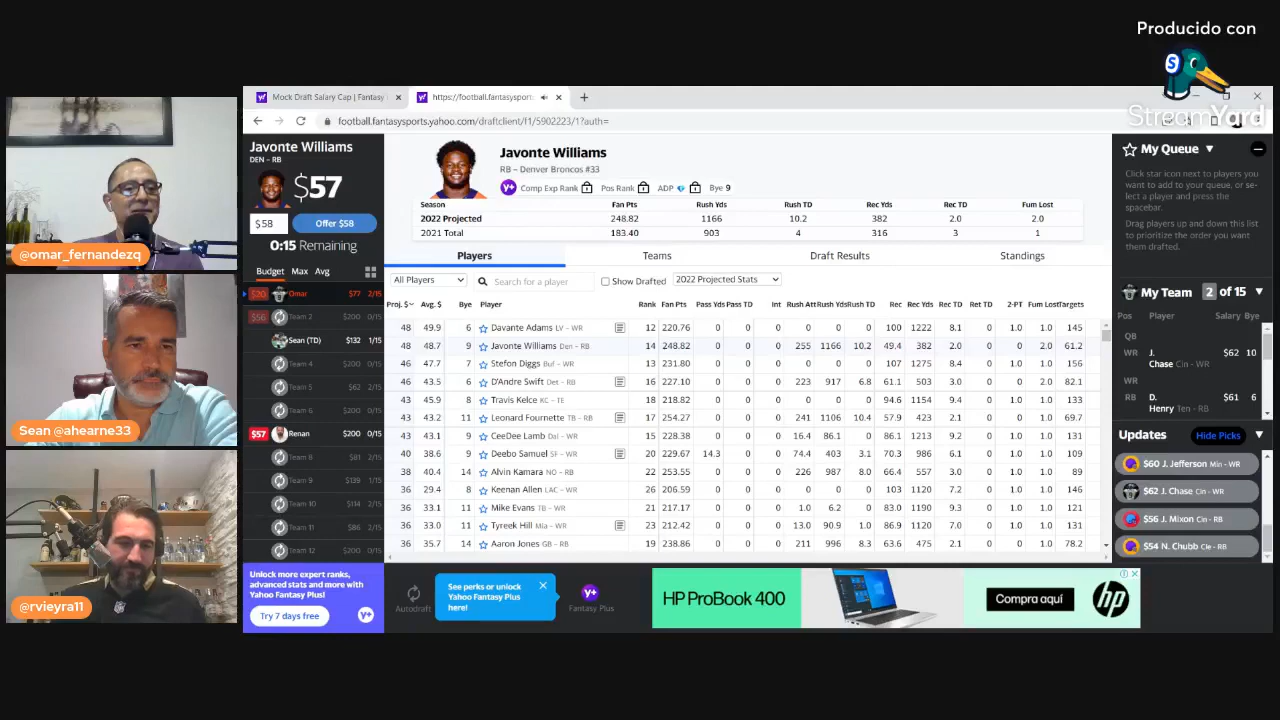 Producido con
S
StreamYard
Mock Draft Salary Cap | Fantasy
https://football.fantasysports
football.fantasysports.yahoo.com/draftclient/f1/5902223/1?auth=
@omar_fernandezq
Sean @ahearne33
@rvieyra11
Javonte Williams
DEN – RB
$57
$58
Offer $58
0:15 Remaining
Budget Max Avg
$20 Omar $77 2/15
$56 Team 2 $200 0/15
Sean (TD) $132 1/15
Team 4 $200 0/15
Team 5 $62 2/15
Team 6 $200 0/15
$57 Renan $200 0/15
Team 8 $81 2/15
Team 9 $139 1/15
Team 10 $114 2/15
Team 11 $86 2/15
Team 12 $200 0/15
Javonte Williams
RB – Denver Broncos #33
y+ Comp Exp Rank Pos Rank ADP Bye 9
Season Fan Pts Rush Yds Rush TD Rec Yds Rec TD Fum Lost
2022 Projected 248.82 1166 10.2 382 2.0 2.0
2021 Total 183.40 903 4 316 3 1
Players Teams Draft Results Standings
All Players Search for a player Show Drafted 2022 Projected Stats
Proj. $ Avg. $ Bye Player Rank Fan Pts Pass Yds Pass TD Int Rush Att Rush Yds Rush TD Rec Rec Yds Rec TD Ret TD 2-PT Fum Lost Targets
48 49.9 6 Davante Adams LV – WR 12 220.76 0 0 0 0 0 0 100 1222 8.1 0 1.0 1.0 145
48 48.7 9 Javonte Williams Den – RB 14 248.82 0 0 0 255 1166 10.2 49.4 382 2.0 0 0 2.0 61.2
46 47.7 7 Stefon Diggs Buf – WR 13 231.80 0 0 0 0 0 0 107 1275 8.4 0 1.0 1.0 156
46 43.5 6 D'Andre Swift Det – RB 16 227.10 0 0 0 223 917 6.8 61.1 503 3.0 0 0 2.0 82.1
43 45.9 8 Travis Kelce KC – TE 18 218.82 0 0 0 0 0 0 94.6 1154 9.4 0 1.0 1.0 133
43 43.2 11 Leonard Fournette TB – RB 17 254.27 0 0 0 241 1106 10.4 57.9 423 2.1 0 1.0 1.0 69.7
43 43.1 9 CeeDee Lamb Dal – WR 15 228.38 0 0 0 16.4 86.1 0 86.1 1213 9.2 0 1.0 1.0 131
40 38.6 9 Deebo Samuel SF – WR 20 229.67 14.3 0 0 74.4 403 3.1 70.3 986 6.1 0 1.0 1.0 109
38 40.4 14 Alvin Kamara NO – RB 22 253.55 0 0 0 226 987 8.0 66.4 557 3.0 0 1.0 1.0 89
36 29.4 8 Keenan Allen LAC – WR 26 206.59 0 0 0 0 0 0 103 1120 7.2 0 1.0 1.0 146
36 33.1 11 Mike Evans TB – WR 21 217.17 0 0 0 1.0 6.2 0 83.0 1190 9.3 0 1.0 1.0 121
36 33.0 11 Tyreek Hill Mia – WR 23 212.42 0 0 0 13.0 90.9 1.0 86.9 1120 7.0 0 1.0 1.0 131
36 35.7 14 Aaron Jones GB – RB 19 238.86 0 0 0 211 996 8.3 63.6 475 2.1 0 1.0 1.0 78.2
My Queue
Click star icon next to players you want to add to your queue, or se-
lect a player and press the
spacebar.
Drag players up and down this list
to prioritize the order you want
them drafted.
My Team 2 of 15
Pos Player Salary Bye
QB
WR J. Chase Cin – WR $62 10
WR
RB D. Henry Ten – RB $61 6
Updates Hide Picks
$60 J. Jefferson Min – WR
$62 J. Chase Cin – WR
$56 J. Mixon Cin – RB
$54 N. Chubb Cle – RB
Unlock more expert ranks,
advanced stats and more with
Yahoo Fantasy Plus!
Try 7 days free
y+
Autodraft
See perks or unlock
Yahoo Fantasy Plus
here!
Fantasy Plus
HP ProBook 400
Compra aquí
hp